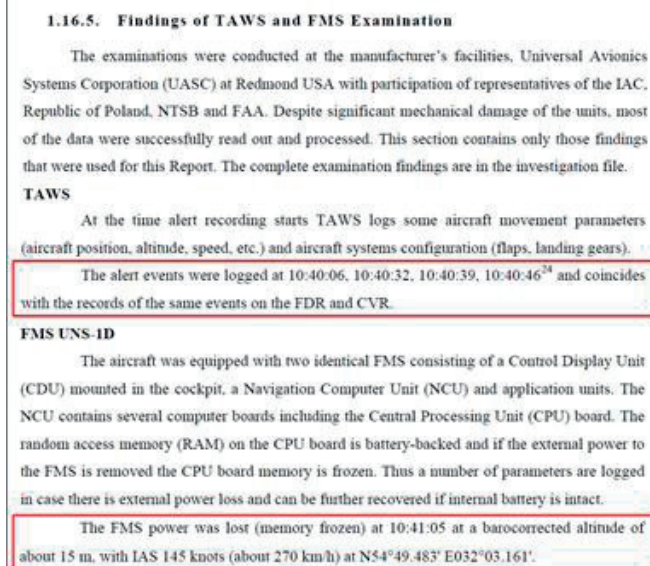 1.16.5. Findings of TAWS and FMS Examination
The examinations were conducted at the manufacturer's facilities, Universal Avionics
Systems Corporation (UASC) at Redmond USA with participation of representatives of the IAC,
Republic of Poland, NTSB and FAA. Despite significant mechanical damage of the units, most
of the data were successfully read out and processed. This section contains only those findings
that were used for this Report. The complete examination findings are in the investigation file.
TAWS
At the time alert recording starts TAWS logs some aircraft movement parameters
(aircraft position, altitude, speed, etc.) and aircraft systems configuration (flaps, landing gears).
The alert events were logged at 10:40:06, 10:40:32, 10:40:39, 10:40:46²⁴ and coincides
with the records of the same events on the FDR and CVR.
FMS UNS-1D
The aircraft was equipped with two identical FMS consisting of a Control Display Unit
(CDU) mounted in the cockpit, a Navigation Computer Unit (NCU) and application units. The
NCU contains several computer boards including the Central Processing Unit (CPU) board. The
random access memory (RAM) on the CPU board is battery-backed and if the external power to
the FMS is removed the CPU board memory is frozen. Thus a number of parameters are logged
in case there is external power loss and can be further recovered if internal battery is intact.
The FMS power was lost (memory frozen) at 10:41:05 at a barocorrected altitude of
about 15 m, with IAS 145 knots (about 270 km/h) at N54°49.483' E032°03.161'.